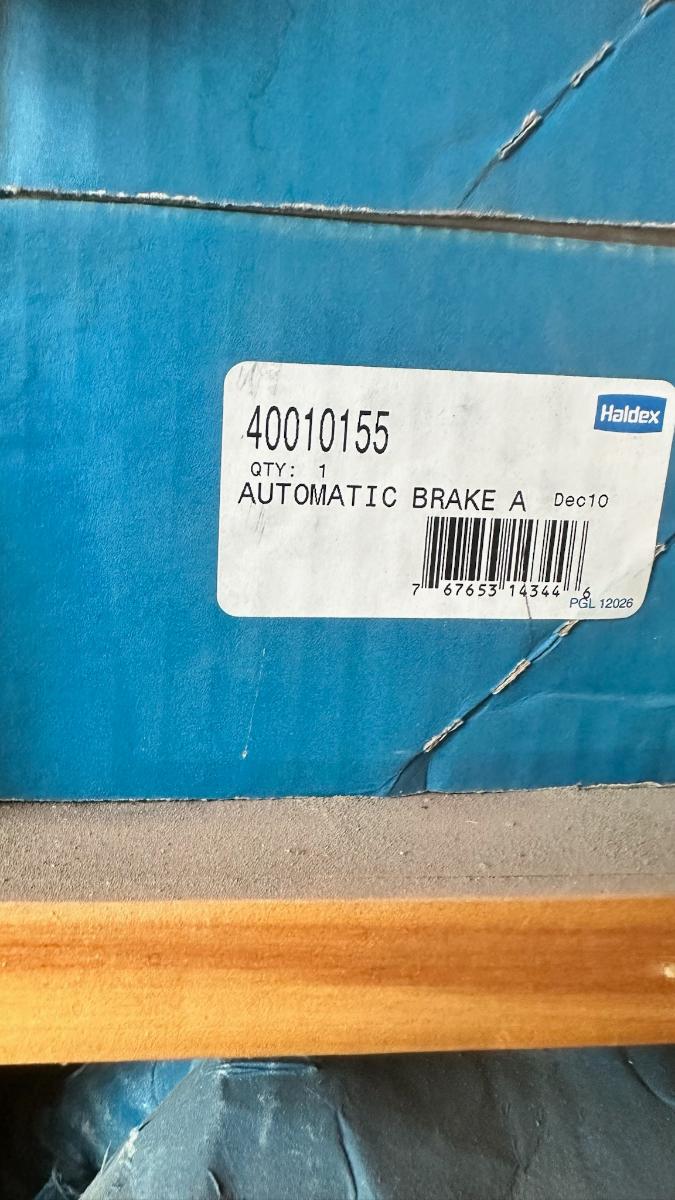 Haldex
40010155
QTY: 1
AUTOMATIC BRAKE A Dec10
7 67653 14344 6
PGL 12026